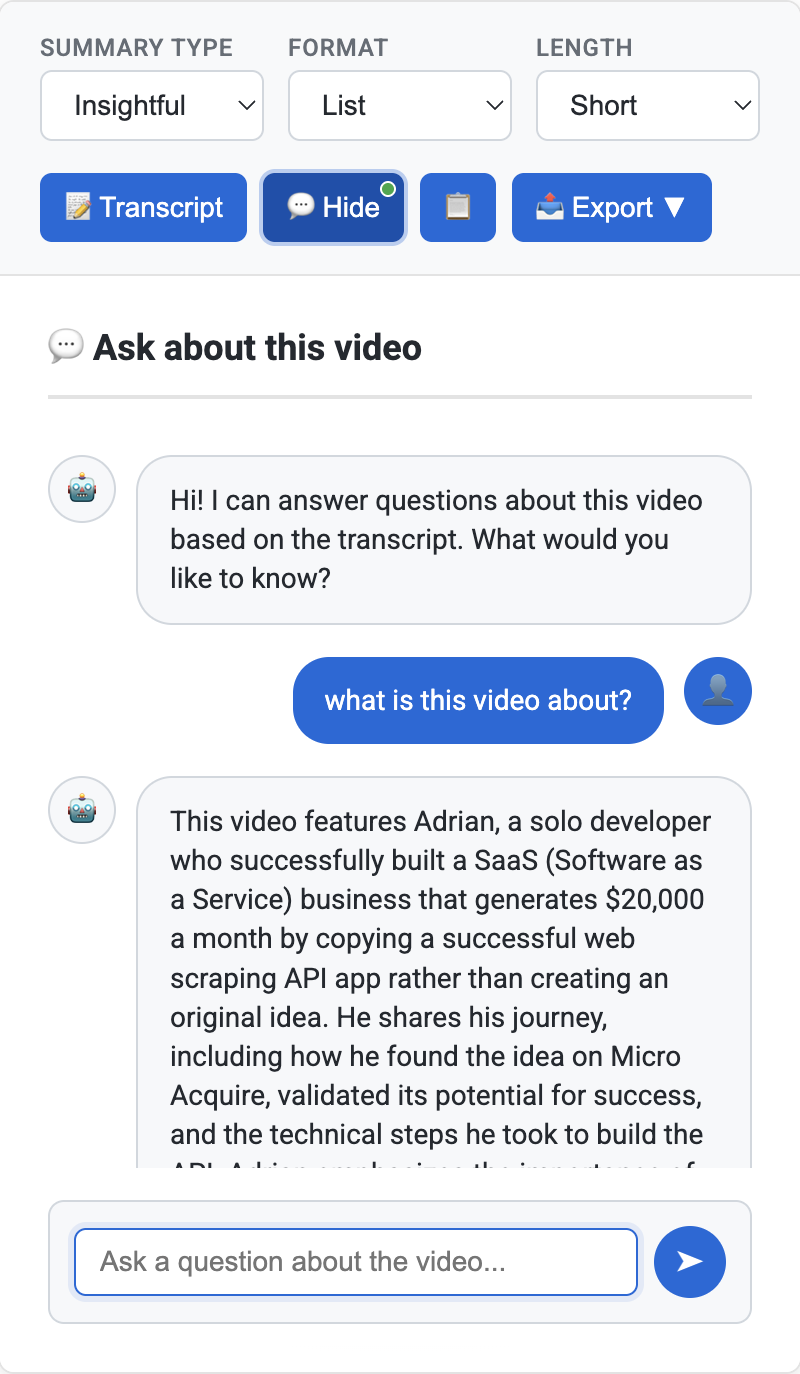 SUMMARY TYPE FORMAT LENGTH
Insightful List Short
Transcript Hide Export ▼
Ask about this video
Hi! I can answer questions about this video
based on the transcript. What would you
like to know?
what is this video about?
This video features Adrian, a solo developer
who successfully built a SaaS (Software as
a Service) business that generates $20,000
a month by copying a successful web
scraping API app rather than creating an
original idea. He shares his journey,
including how he found the idea on Micro
Acquire, validated its potential for success,
and the technical steps he took to build the
Ask a question about the video...